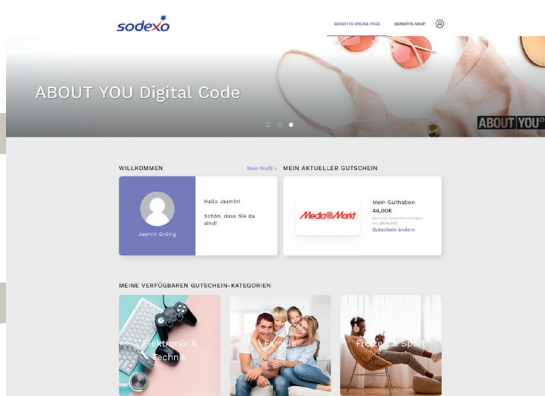 sodexo
BENEFITS ONLINE PASS
BENEFITS SHOP
ABOUT YOU Digital Code
ABOUT YOU°
WILLKOMMEN
Mein Profil >
MEIN AKTUELLER GUTSCHEIN
Hallo Jasmin!
Schön, dass Sie da
sind!
Jasmin Grönig
MediaMarkt
Mein Guthaben
44,00€
Gutschein ändern
MEINE VERFÜGBAREN GUTSCHEIN-KATEGORIEN
Elektronik &
Technik
Familie
Freizeit & Sport